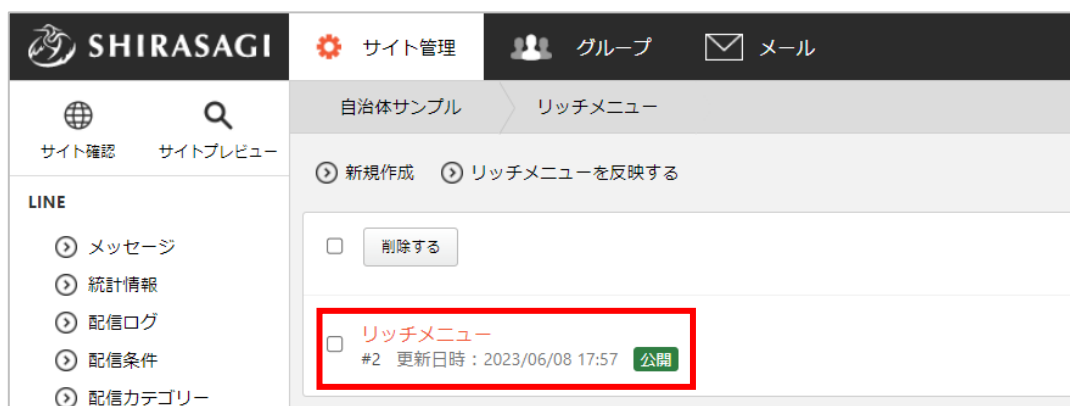 SHIRASAGI
サイト管理
グループ
メール
サイト確認
サイトプレビュー
自治体サンプル
リッチメニュー
新規作成
リッチメニューを反映する
LINE
メッセージ
統計情報
配信ログ
配信条件
配信カテゴリー
削除する
リッチメニュー
#2 更新日時：2023/06/08 17:57 公開